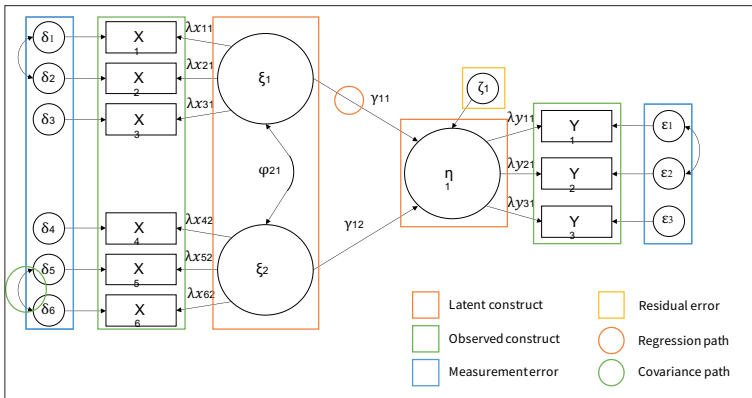 δ1
X
1
λx11
δ2
X
2
λx21
δ3
X
3
λx31
ξ1
γ11
ζ1
φ21
η
1
λy11
Y
1
ε1
λy21
Y
2
ε2
λy31
Y
3
ε3
γ12
δ4
X
4
λx42
δ5
X
5
λx52
δ6
X
6
λx62
ξ2
Latent construct
Observed construct
Measurement error
Residual error
Regression path
Covariance path